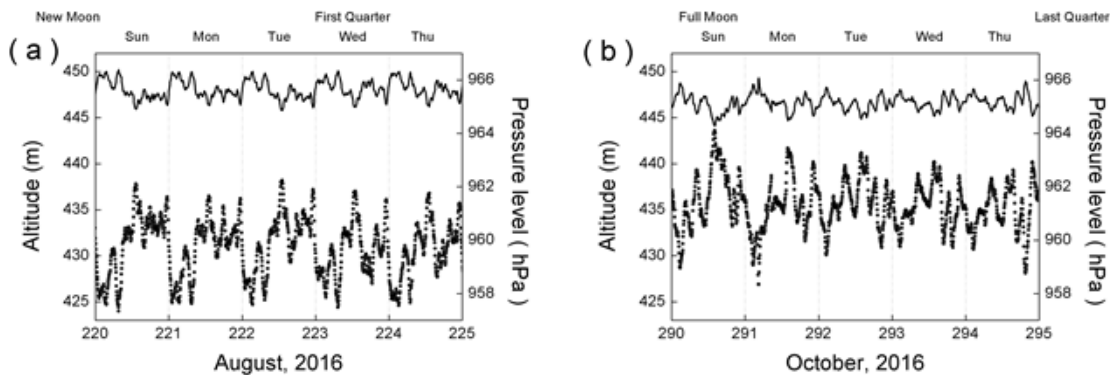 New Moon First Quarter
Sun Mon Tue Wed Thu
( a )
450
445
440
435
430
425
Altitude (m)
966
964
962
960
958
Pressure level ( hPa )
220 221 222 223 224 225
August, 2016
Full Moon Last Quarter
Sun Mon Tue Wed Thu
( b )
450
445
440
435
430
425
Altitude (m)
966
964
962
960
958
Pressure level ( hPa )
290 291 292 293 294 295
October, 2016